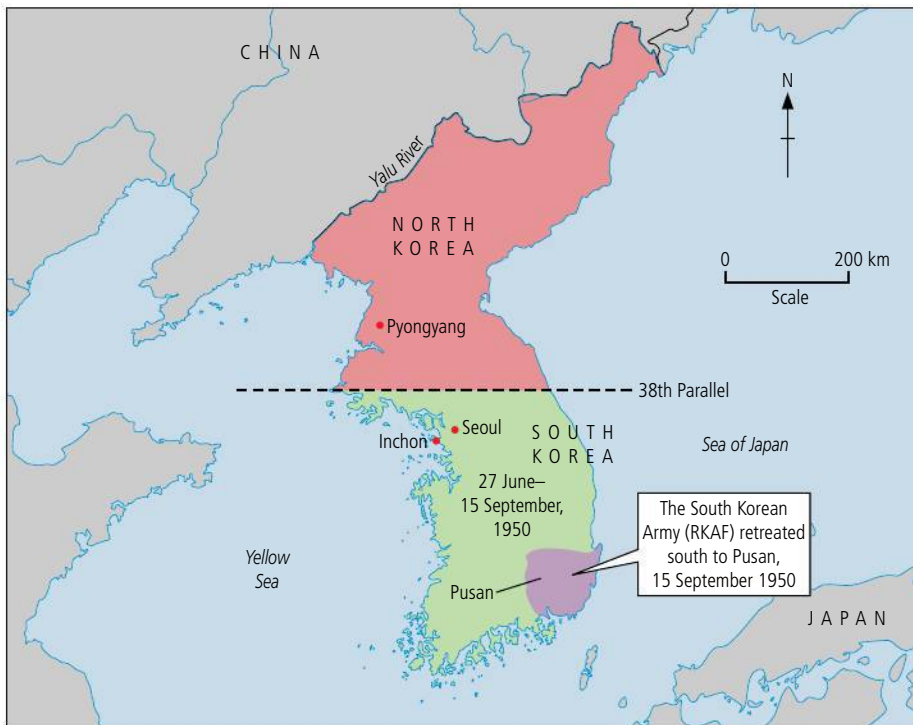 CHINA
N
Yalu River
NORTH
KOREA
0 200 km
Scale
Pyongyang
38th Parallel
Seoul
Inchon
SOUTH
KOREA
Sea of Japan
27 June–
15 September,
1950
The South Korean
Army (RKAF) retreated
south to Pusan,
15 September 1950
Yellow
Sea
Pusan
JAPAN